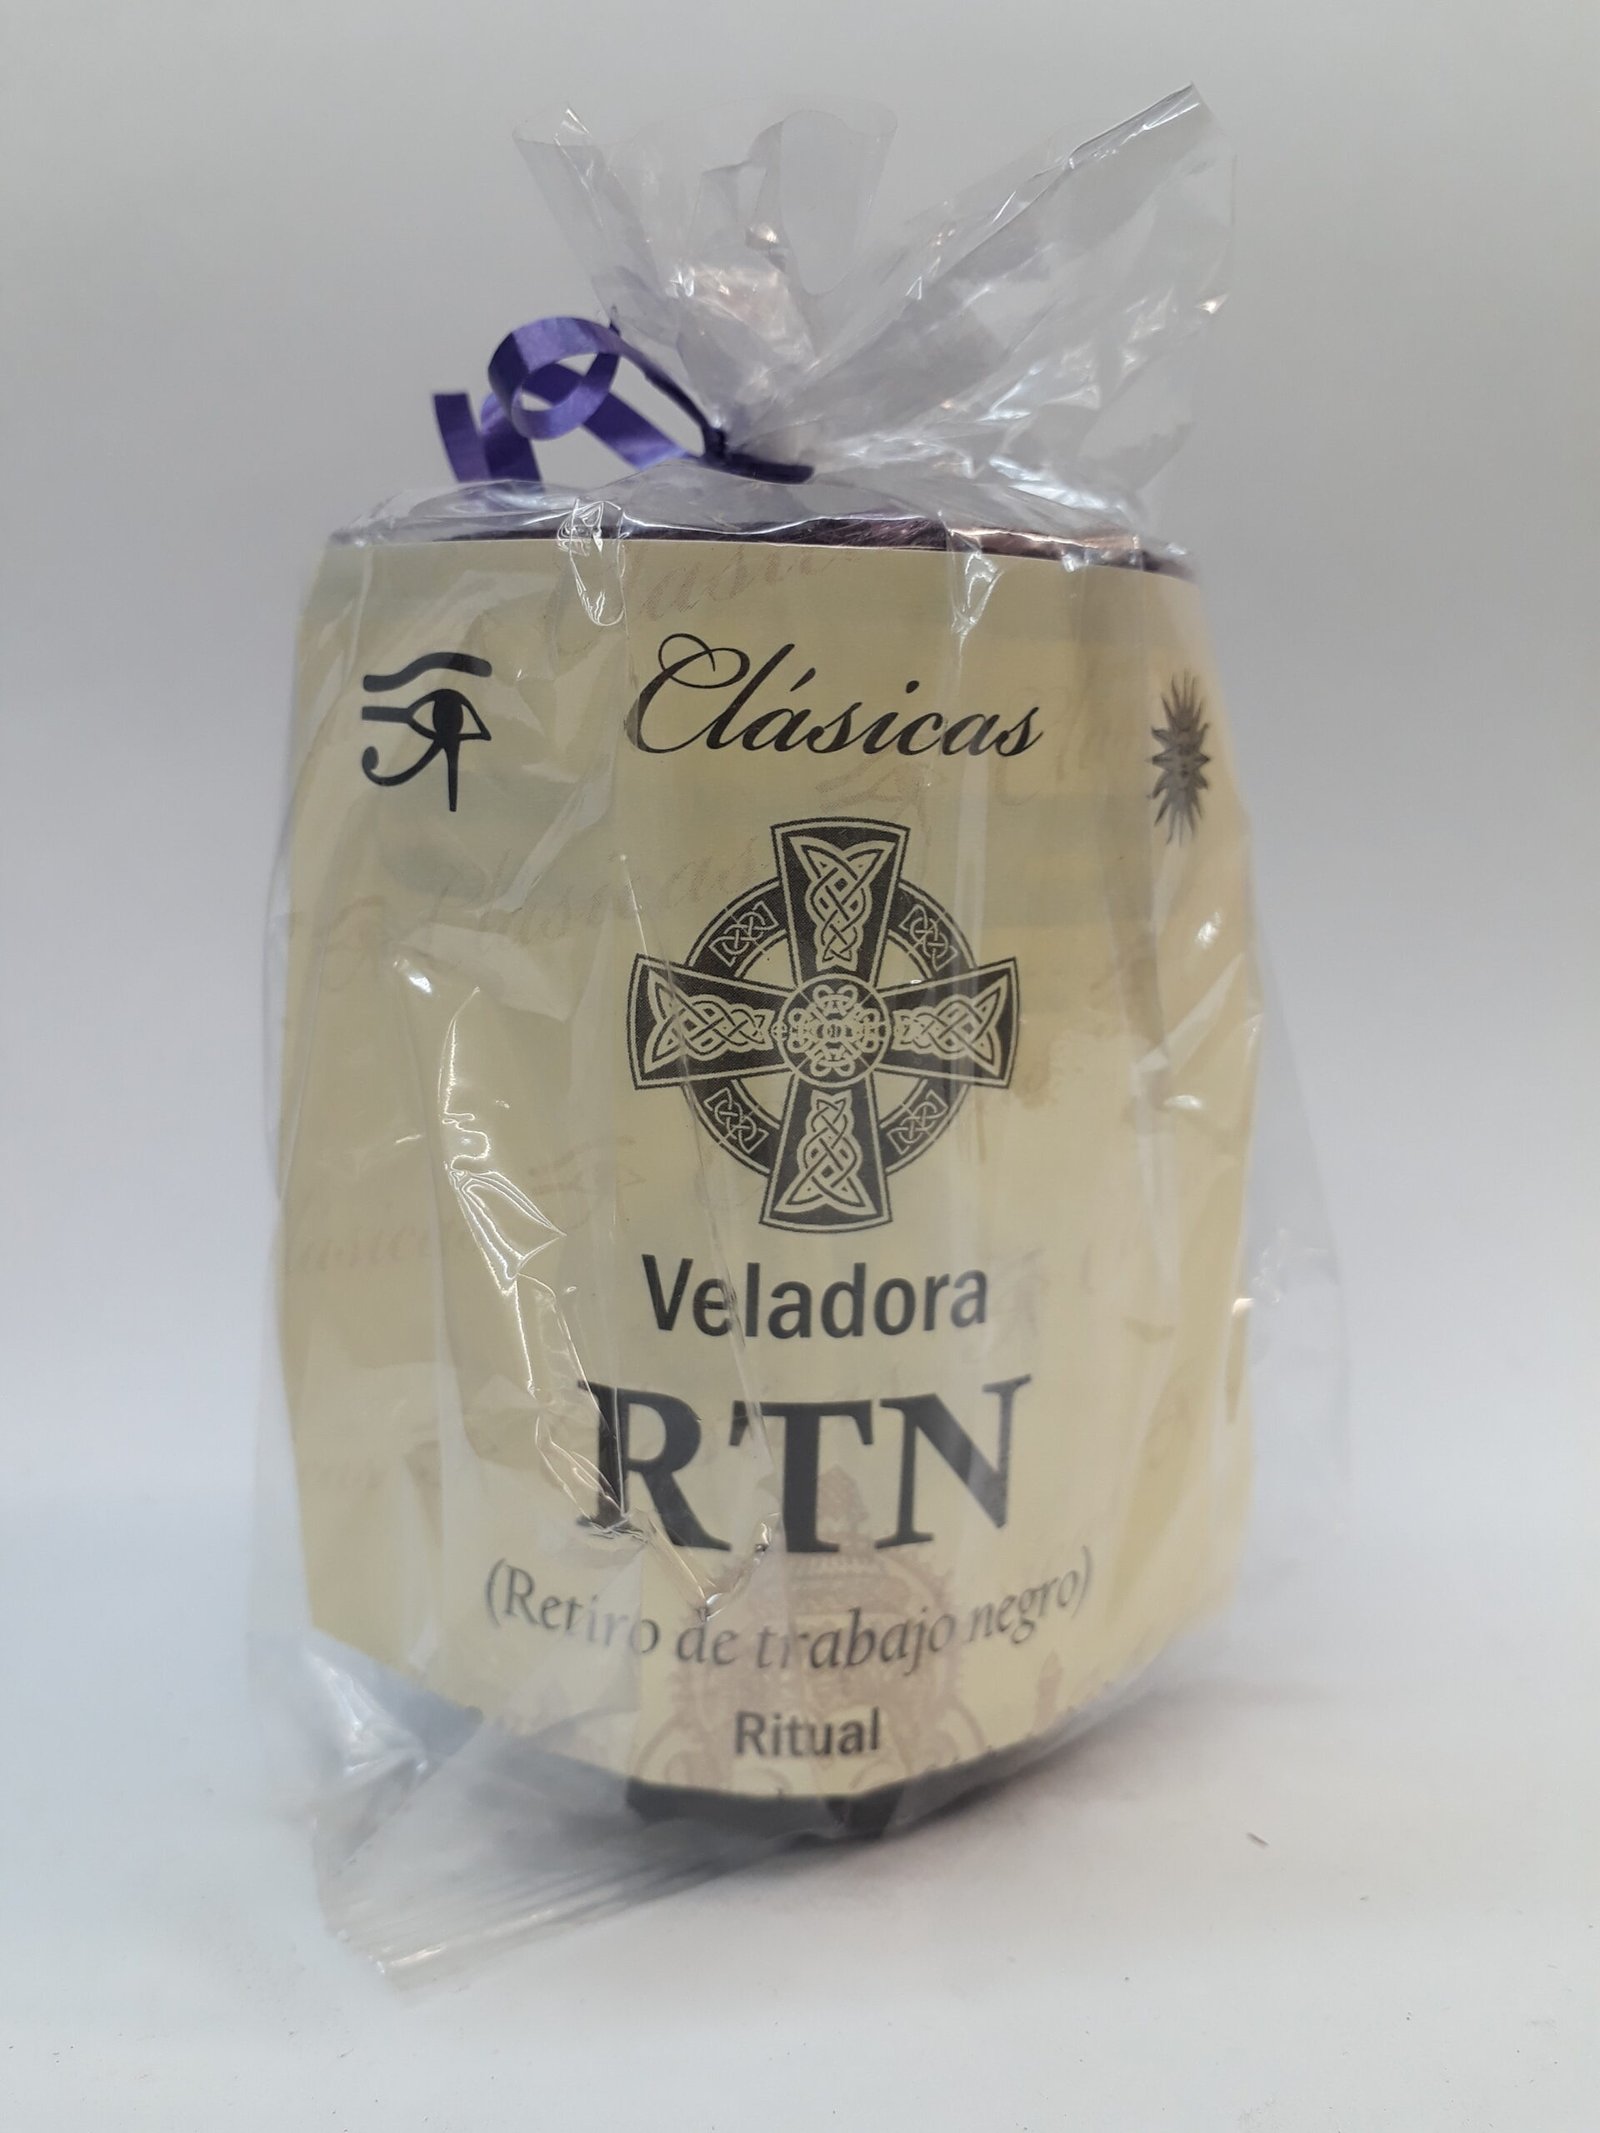 Clásicas
Veladora
RTN
(Retiro de trabajo negro)
Ritual